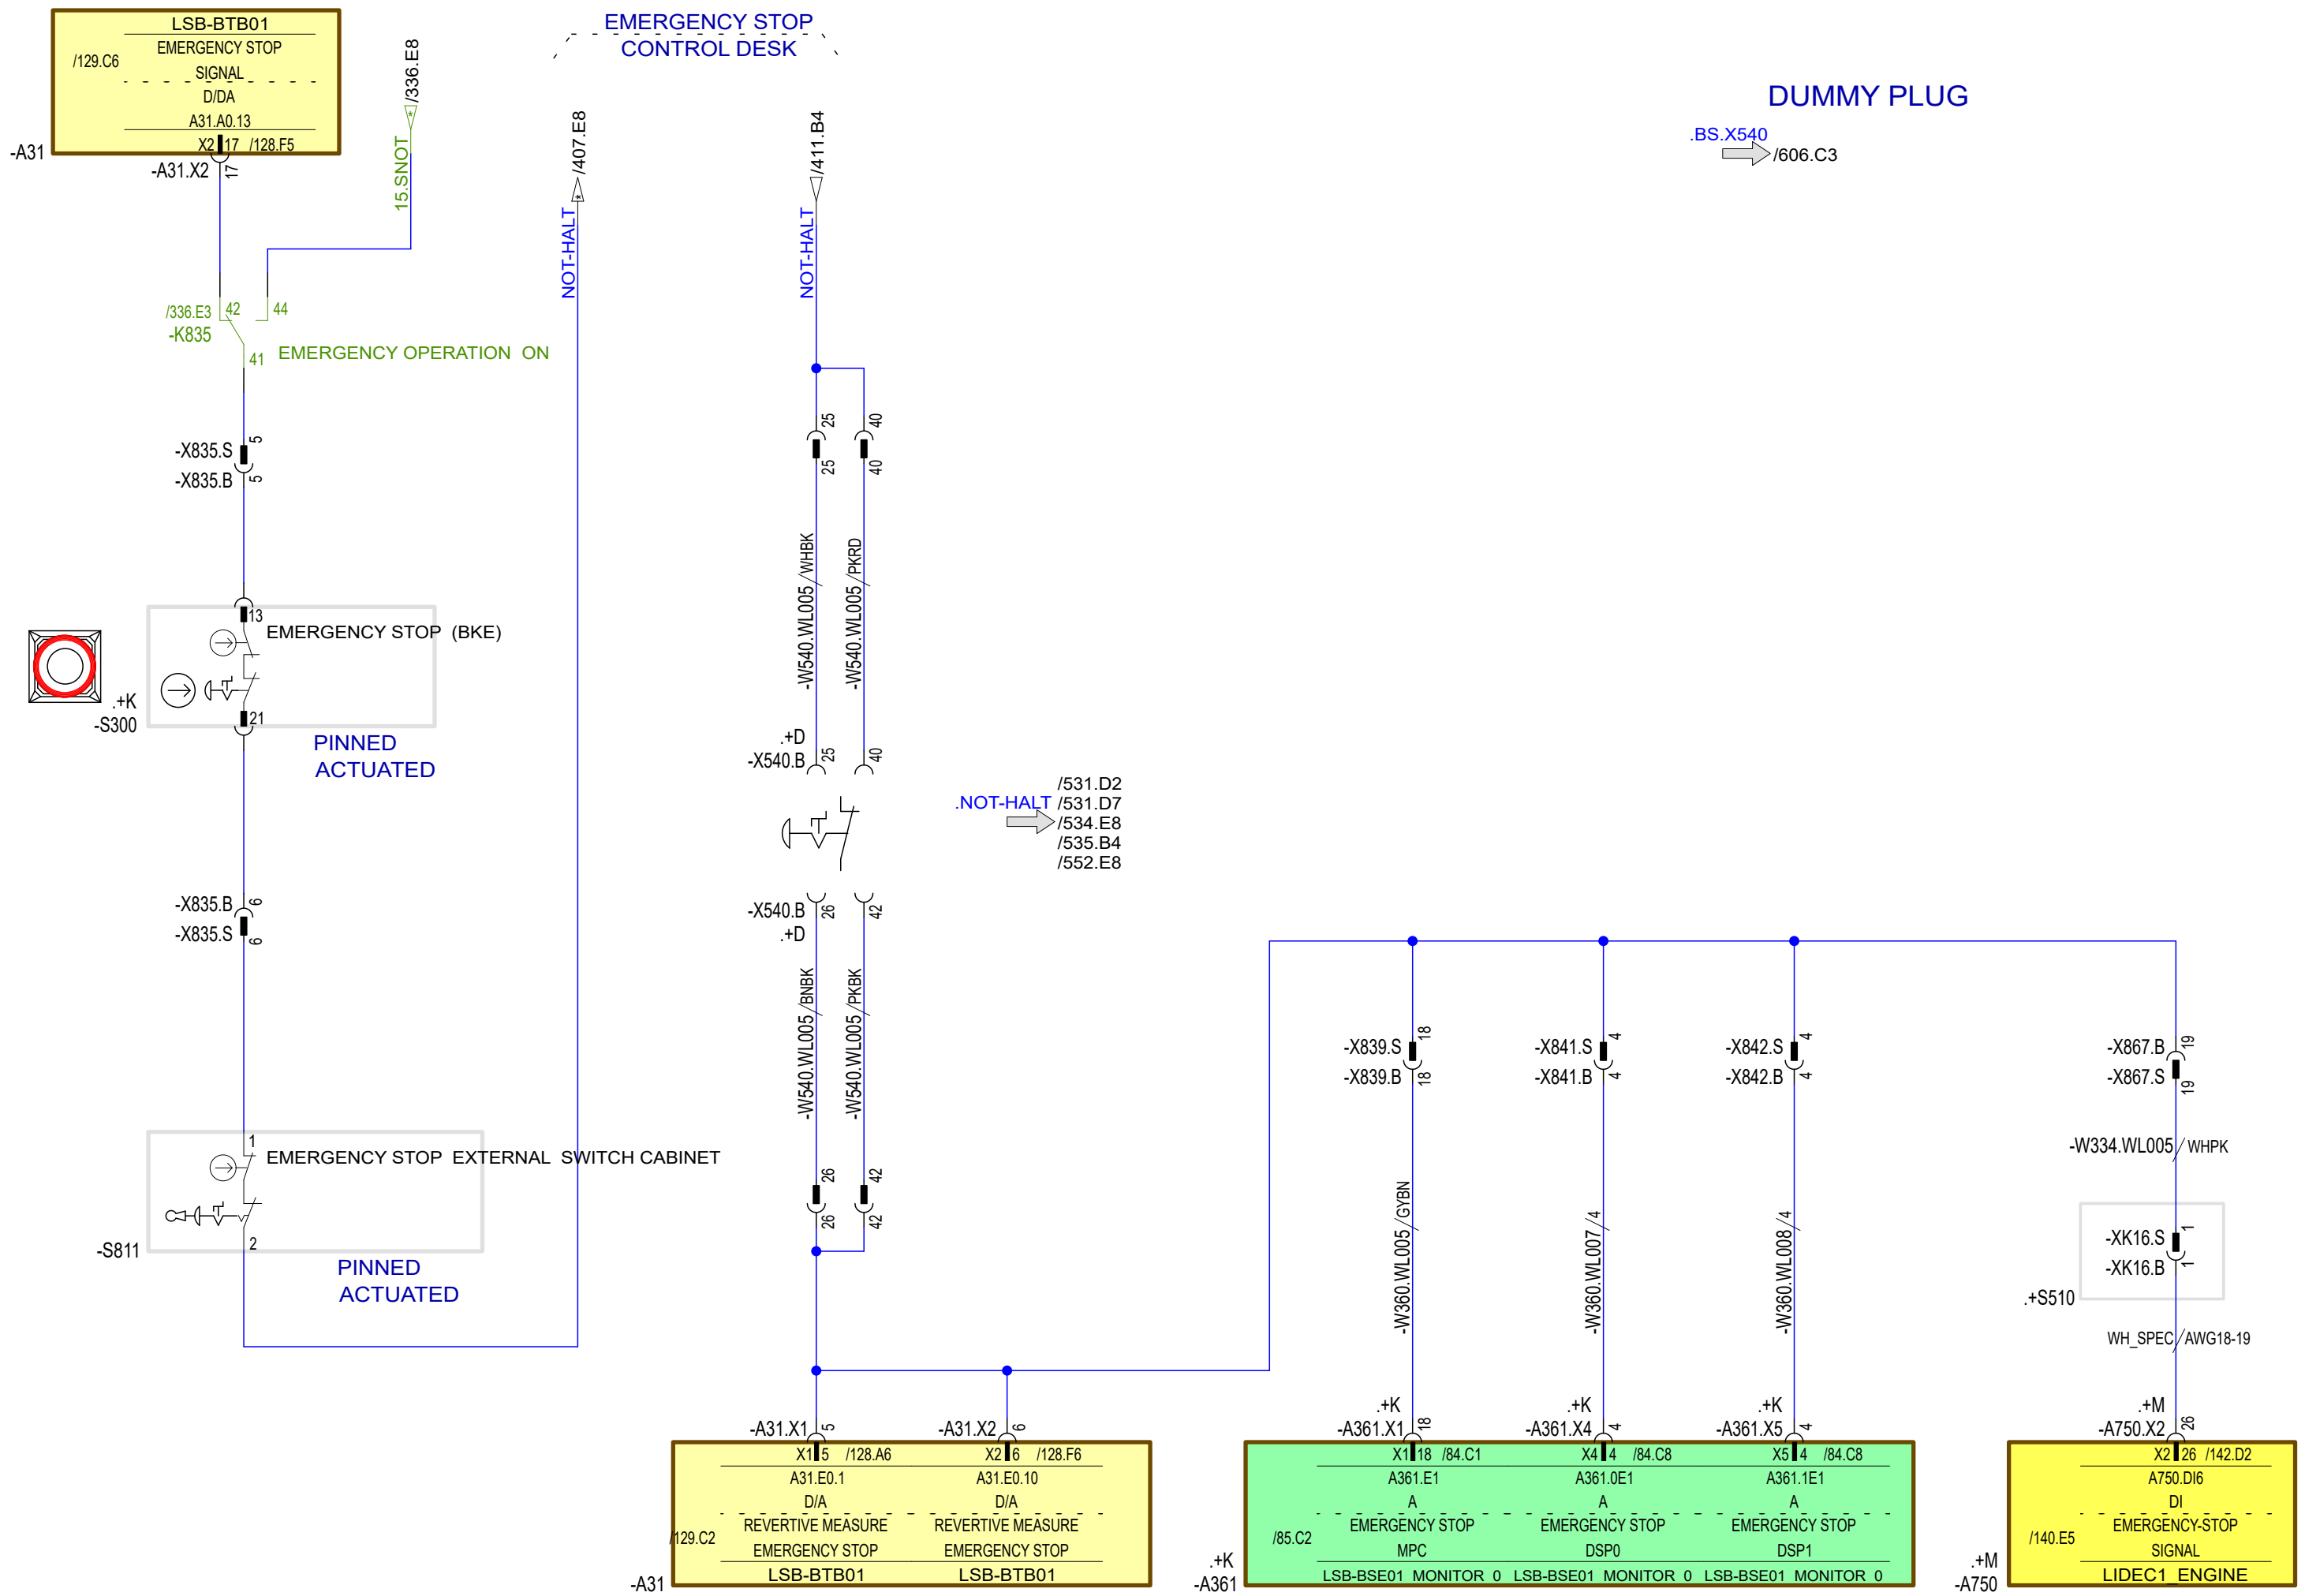 LSB-BTB01
EMERGENCY STOP
/129.C6
SIGNAL
D/DA
A31.A0.13
X2 17 /128.F5
-A31
-A31.X2
17
/336.E8
15.SNOT
/336.E3
42
44
-K835
41
EMERGENCY OPERATION ON
-X835.S
5
-X835.B
5
13
EMERGENCY STOP (BKE)
.+K
-S300
21
PINNED
ACTUATED
-X835.B
6
-X835.S
6
1
EMERGENCY STOP EXTERNAL SWITCH CABINET
-S811
2
PINNED
ACTUATED
EMERGENCY STOP
CONTROL DESK
/407.E8
*
NOT-HALT
/411.B4
NOT-HALT
25
40
25
40
-W540.WL005 /WHBK
-W540.WL005 /PKRD
.+D
-X540.B
25
40
.NOT-HALT
/531.D2
/531.D7
/534.E8
/535.B4
/552.E8
-X540.B
26
42
.+D
-W540.WL005 /BNBK
-W540.WL005 /PKBK
26
42
26
42
DUMMY PLUG
.BS.X540
/606.C3
-X839.S
18
-X839.B
18
-X841.S
4
-X841.B
4
-X842.S
4
-X842.B
4
-X867.B
19
-X867.S
19
-W360.WL005 /GYBN
-W360.WL007 /4
-W360.WL008 /4
-W334.WL005 / WHPK
-XK16.S
1
-XK16.B
1
.+S510
WH_SPEC / AWG18-19
-A31.X1
5
-A31.X2
6
X1 5 /128.A6
X2 6 /128.F6
A31.E0.1
A31.E0.10
D/A
D/A
/129.C2
REVERTIVE MEASURE
REVERTIVE MEASURE
EMERGENCY STOP
EMERGENCY STOP
LSB-BTB01
LSB-BTB01
-A31
.+K
-A361.X1
18
.+K
-A361.X4
4
.+K
-A361.X5
4
X1 18 /84.C1
X4 4 /84.C8
X5 4 /84.C8
A361.E1
A361.0E1
A361.1E1
A
A
A
/85.C2
EMERGENCY STOP
EMERGENCY STOP
EMERGENCY STOP
MPC
DSP0
DSP1
LSB-BSE01_MONITOR_0
LSB-BSE01_MONITOR_0
LSB-BSE01_MONITOR_0
.+K
-A361
.+M
-A750.X2
26
X2 26 /142.D2
A750.DI6
DI
/140.E5
EMERGENCY-STOP
SIGNAL
LIDEC1_ENGINE
.+M
-A750